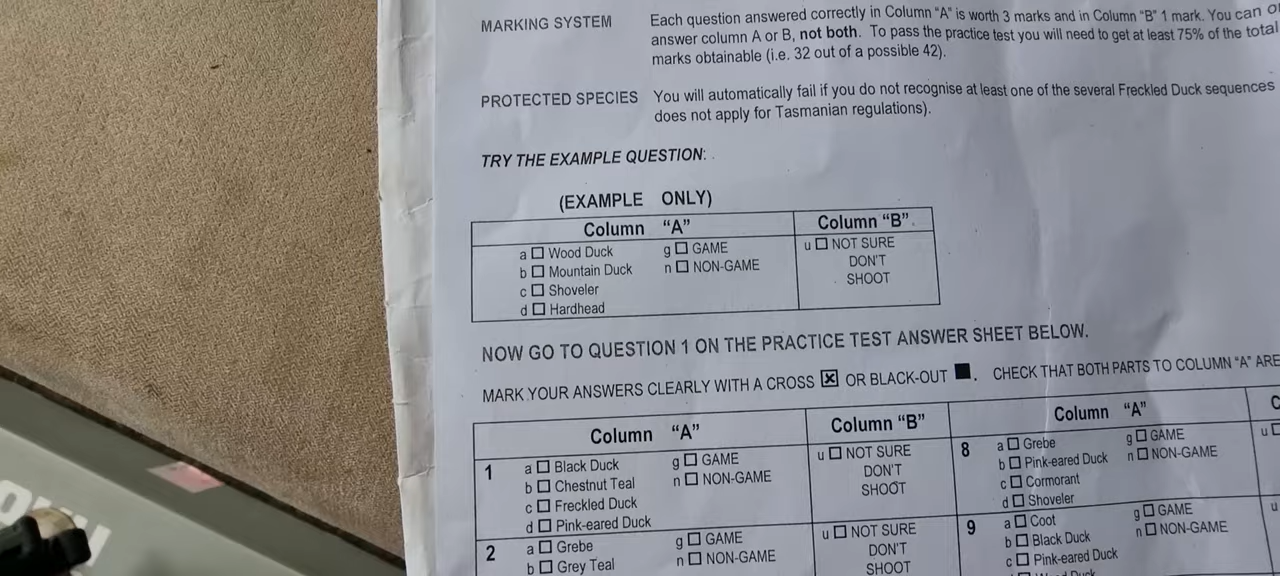 MARKING SYSTEM Each question answered correctly in Column "A" is worth 3 marks and in Column "B" 1 mark. You can
answer column A or B, not both. To pass the practice test you will need to get at least 75% of the total
marks obtainable (i.e. 32 out of a possible 42).
PROTECTED SPECIES You will automatically fail if you do not recognise at least one of the several Freckled Duck sequences
does not apply for Tasmanian regulations).
TRY THE EXAMPLE QUESTION:
(EXAMPLE ONLY)
Column "A" Column "B"
a ☐ Wood Duck g ☐ GAME u ☐ NOT SURE
b ☐ Mountain Duck n ☐ NON-GAME DON'T
c ☐ Shoveler SHOOT
d ☐ Hardhead
NOW GO TO QUESTION 1 ON THE PRACTICE TEST ANSWER SHEET BELOW.
MARK YOUR ANSWERS CLEARLY WITH A CROSS ☒ OR BLACK-OUT ■. CHECK THAT BOTH PARTS TO COLUMN "A" ARE
Column "A" Column "B"
1 a ☐ Black Duck g ☐ GAME u ☐ NOT SURE
b ☐ Chestnut Teal n ☐ NON-GAME DON'T
c ☐ Freckled Duck SHOOT
d ☐ Pink-eared Duck
2 a ☐ Grebe g ☐ GAME u ☐ NOT SURE
b ☐ Grey Teal n ☐ NON-GAME DON'T
SHOOT
Column "A" C
8 a ☐ Grebe g ☐ GAME u ☐
b ☐ Pink-eared Duck n ☐ NON-GAME
c ☐ Cormorant
d ☐ Shoveler
9 a ☐ Coot g ☐ GAME u
b ☐ Black Duck n ☐ NON-GAME
c ☐ Pink-eared Duck